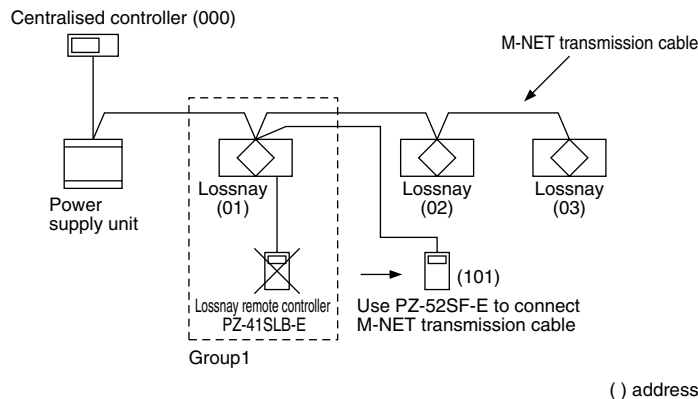 Centralised controller (000)
M-NET transmission cable
Power
supply unit
Lossnay
(01)
Lossnay
(02)
Lossnay
(03)
Lossnay remote controller
PZ-41SLB-E
(101)
Use PZ-52SF-E to connect
M-NET transmission cable
Group1
( ) address